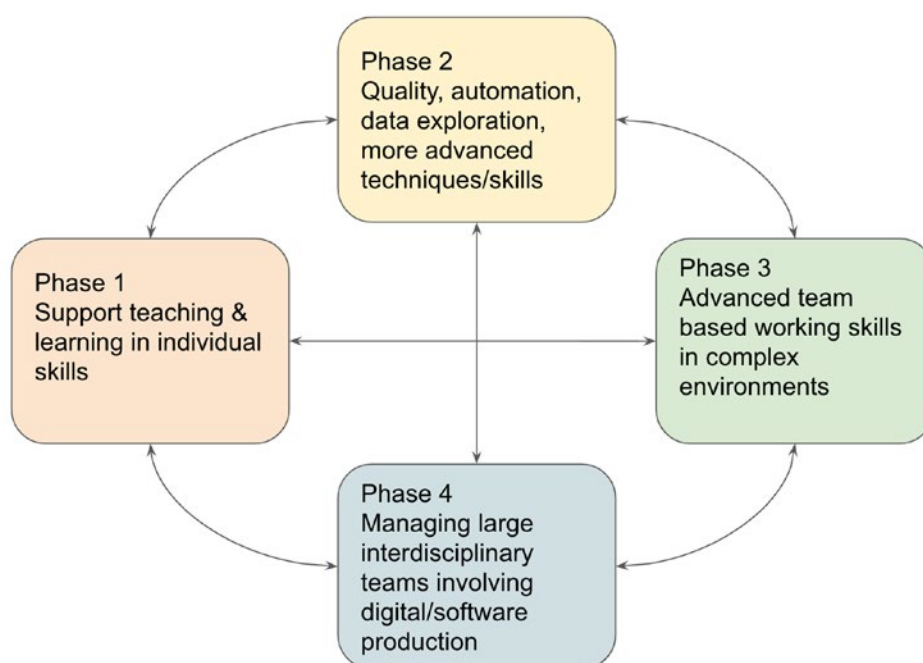 Phase 2
Quality, automation,
data exploration,
more advanced
techniques/skills
Phase 1
Support teaching &
learning in individual
skills
Phase 3
Advanced team
based working skills
in complex
environments
Phase 4
Managing large
interdisciplinary
teams involving
digital/software
production